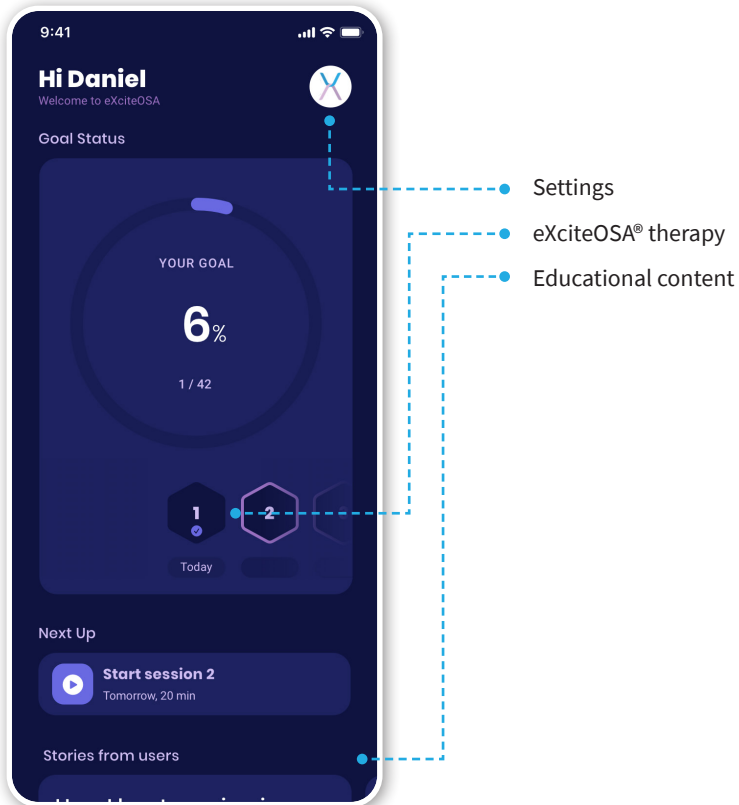 9:41
Hi Daniel
Welcome to eXciteOSA
Goal Status
YOUR GOAL
6%
1 / 42
1
2
Today
Next Up
Start session 2
Tomorrow, 20 min
Stories from users
Settings
eXciteOSA® therapy
Educational content